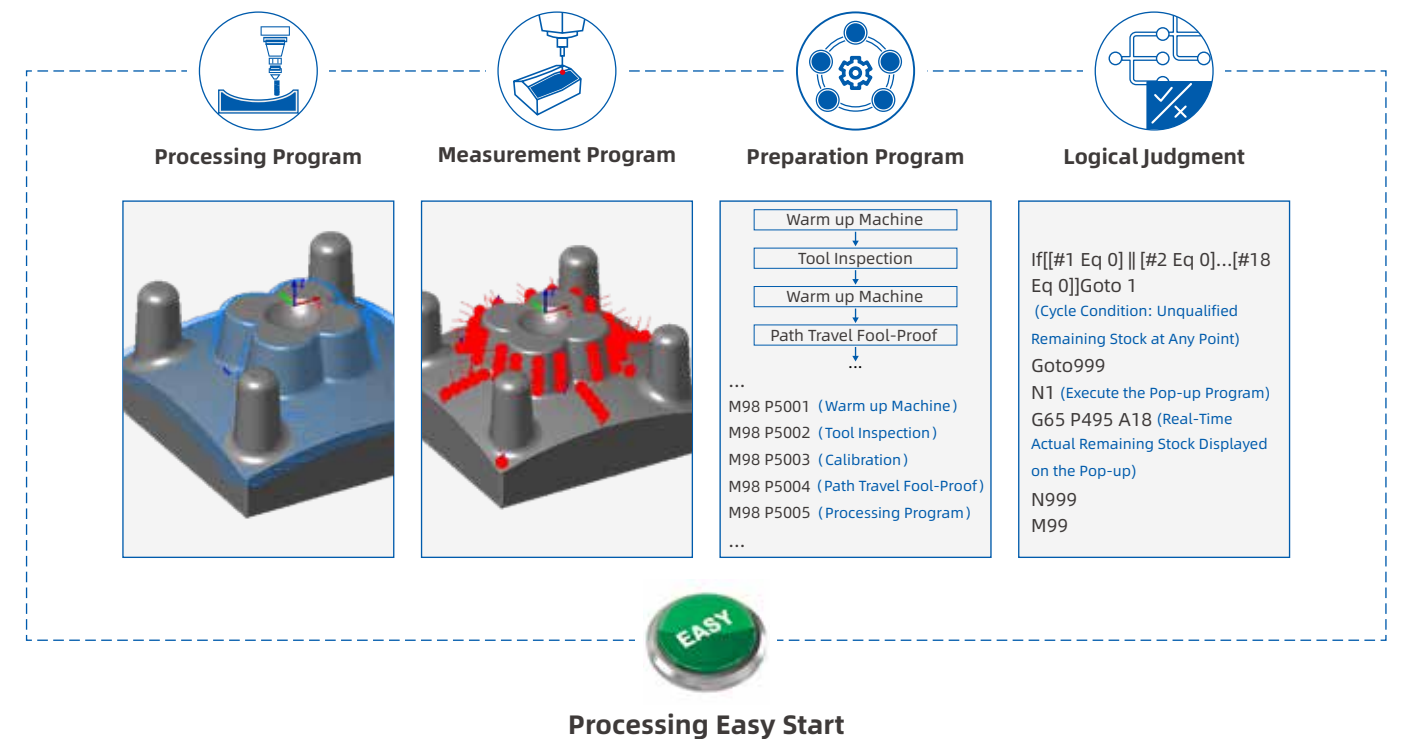 Processing Program
Measurement Program
Preparation Program
Logical Judgment
Warm up Machine
Tool Inspection
Warm up Machine
Path Travel Fool-Proof
...
...
M98 P5001 (Warm up Machine)
M98 P5002 (Tool Inspection)
M98 P5003 (Calibration)
M98 P5004 (Path Travel Fool-Proof)
M98 P5005 (Processing Program)
...
If[[#1 Eq 0] || [#2 Eq 0]...[#18
Eq 0]]Goto 1
(Cycle Condition: Unqualified
Remaining Stock at Any Point)
Goto999
N1 (Execute the Pop-up Program)
G65 P495 A18 (Real-Time
Actual Remaining Stock Displayed
on the Pop-up)
N999
M99
EASY
Processing Easy Start